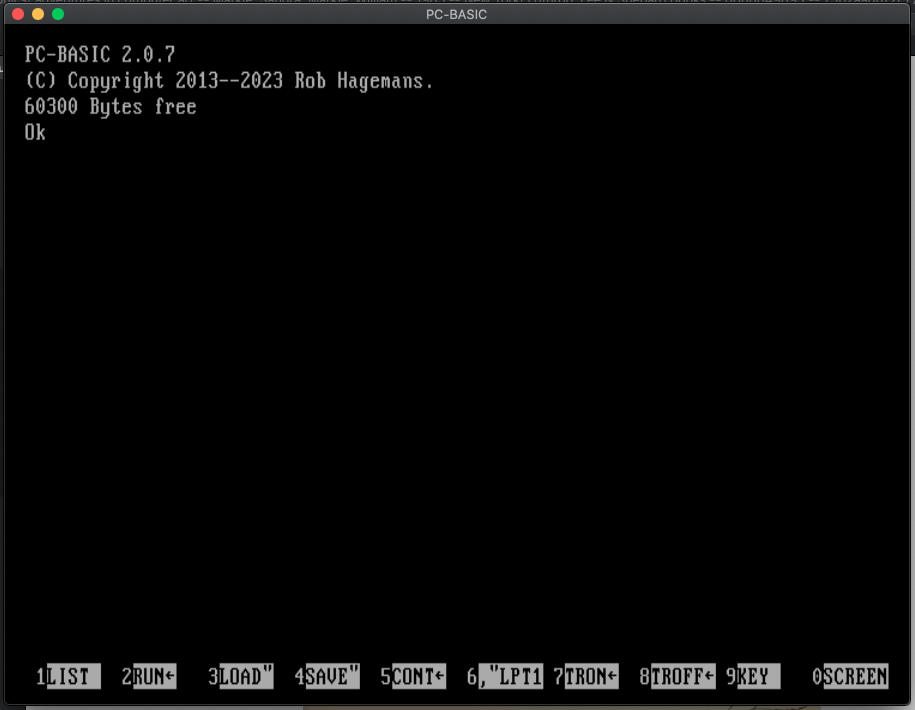 PC-BASIC
PC-BASIC 2.0.7
(C) Copyright 2013--2023 Rob Hagemans.
60300 Bytes free
Ok
1LIST 2RUN← 3LOAD" 4SAVE" 5CONT← 6,"LPT1 7TRON← 8TROFF← 9KEY 0SCREEN